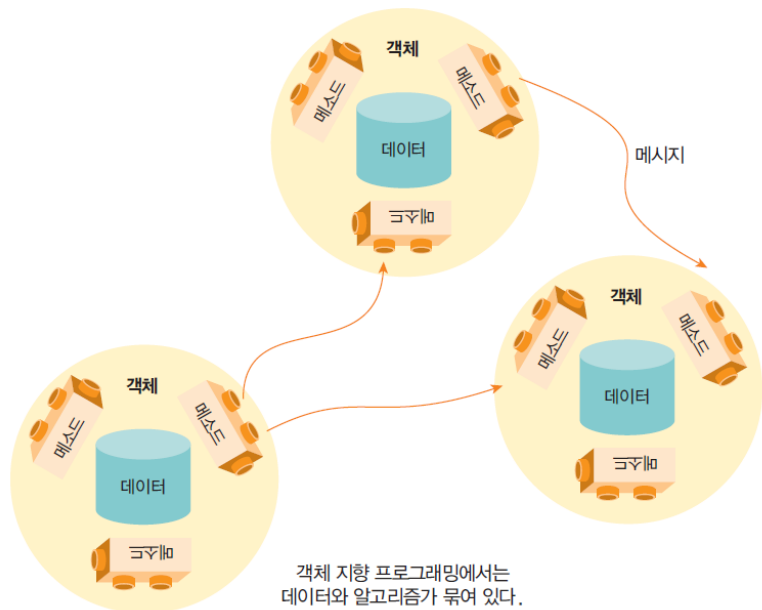 객체
메소드
메소드
데이터
메소드
메시지
객체
메소드
메소드
데이터
메소드
객체
메소드
메소드
데이터
메소드
객체 지향 프로그래밍에서는
데이터와 알고리즘가 묶여 있다.